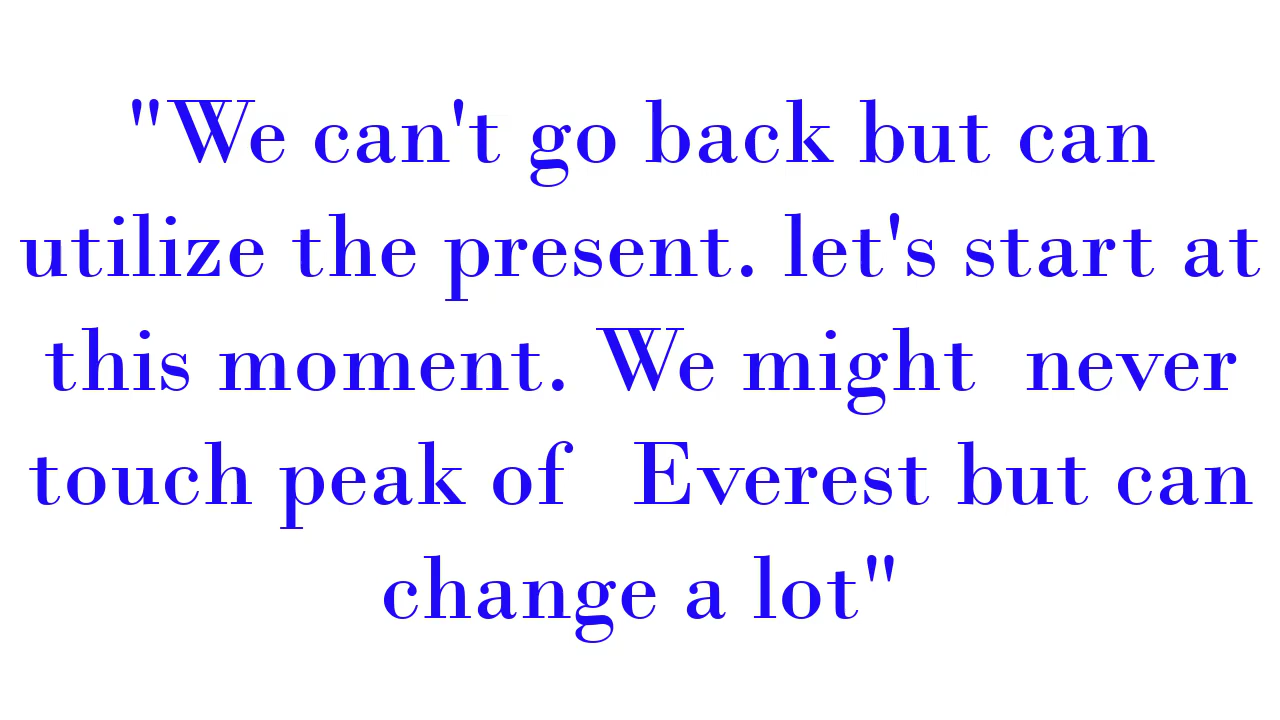 "We can't go back but can
utilize the present. let's start at
this moment. We might  never
touch peak of  Everest but can
change a lot"